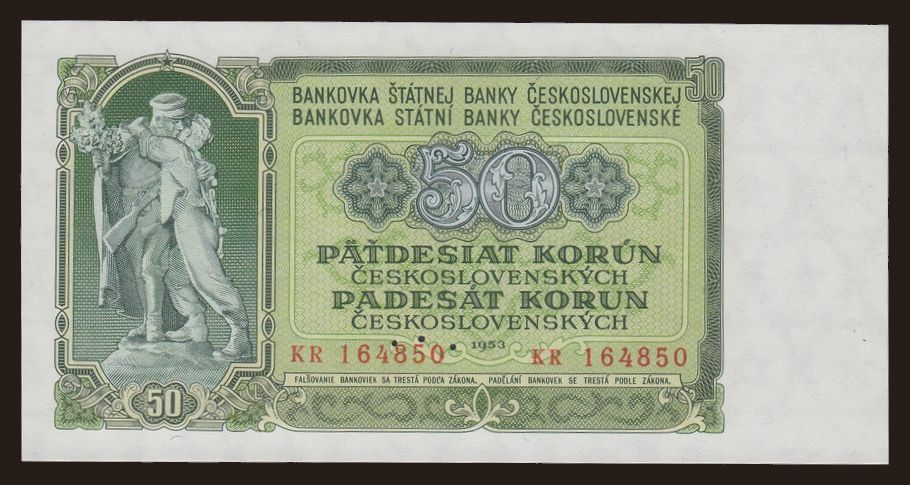 50
BANKOVKA ŠTÁTNEJ BANKY ČESKOSLOVENSKEJ
BANKOVKA STÁTNÍ BANKY ČESKOSLOVENSKÉ
50
PÄŤDESIAT KORÚN
ČESKOSLOVENSKÝCH
PADESÁT KORUN
ČESKOSLOVENSKÝCH
1953
KR 164850 KR 164850
FALŠOVANIE BANKOVIEK SA TRESTÁ PODĽA ZÁKONA. PADĚLÁNÍ BANKOVEK SE TRESTÁ PODLE ZÁKONA.
50